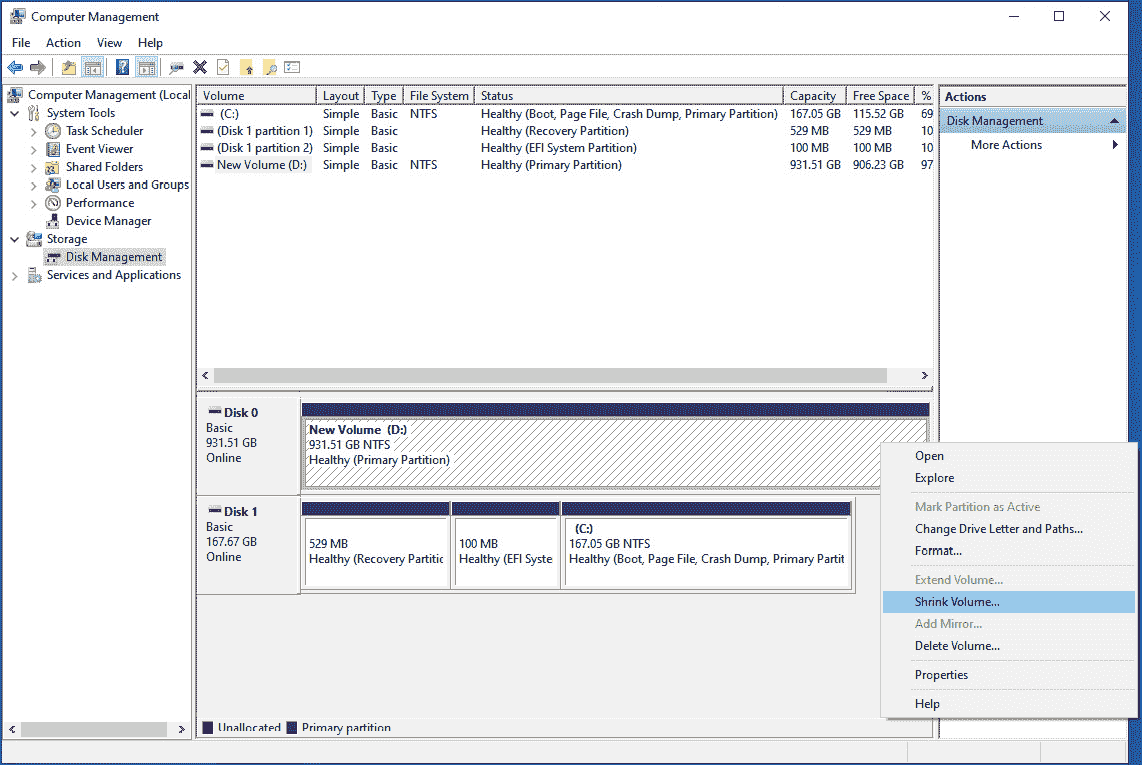 Computer Management
File Action View Help
Computer Management (Local
System Tools
Task Scheduler
Event Viewer
Shared Folders
Local Users and Groups
Performance
Device Manager
Storage
Disk Management
Services and Applications
Volume Layout Type File System Status Capacity Free Space %
(C:) Simple Basic NTFS Healthy (Boot, Page File, Crash Dump, Primary Partition) 167.05 GB 115.52 GB 69
(Disk 1 partition 1) Simple Basic Healthy (Recovery Partition) 529 MB 529 MB 10
(Disk 1 partition 2) Simple Basic Healthy (EFI System Partition) 100 MB 100 MB 10
New Volume (D:) Simple Basic NTFS Healthy (Primary Partition) 931.51 GB 906.23 GB 97
Actions
Disk Management
More Actions
Disk 0
Basic
931.51 GB
Online
New Volume (D:)
931.51 GB NTFS
Healthy (Primary Partition)
Disk 1
Basic
167.67 GB
Online
529 MB
Healthy (Recovery Partitic
100 MB
Healthy (EFI Syste
(C:)
167.05 GB NTFS
Healthy (Boot, Page File, Crash Dump, Primary Partit
Unallocated Primary partition
Open
Explore
Mark Partition as Active
Change Drive Letter and Paths...
Format...
Extend Volume...
Shrink Volume...
Add Mirror...
Delete Volume...
Properties
Help